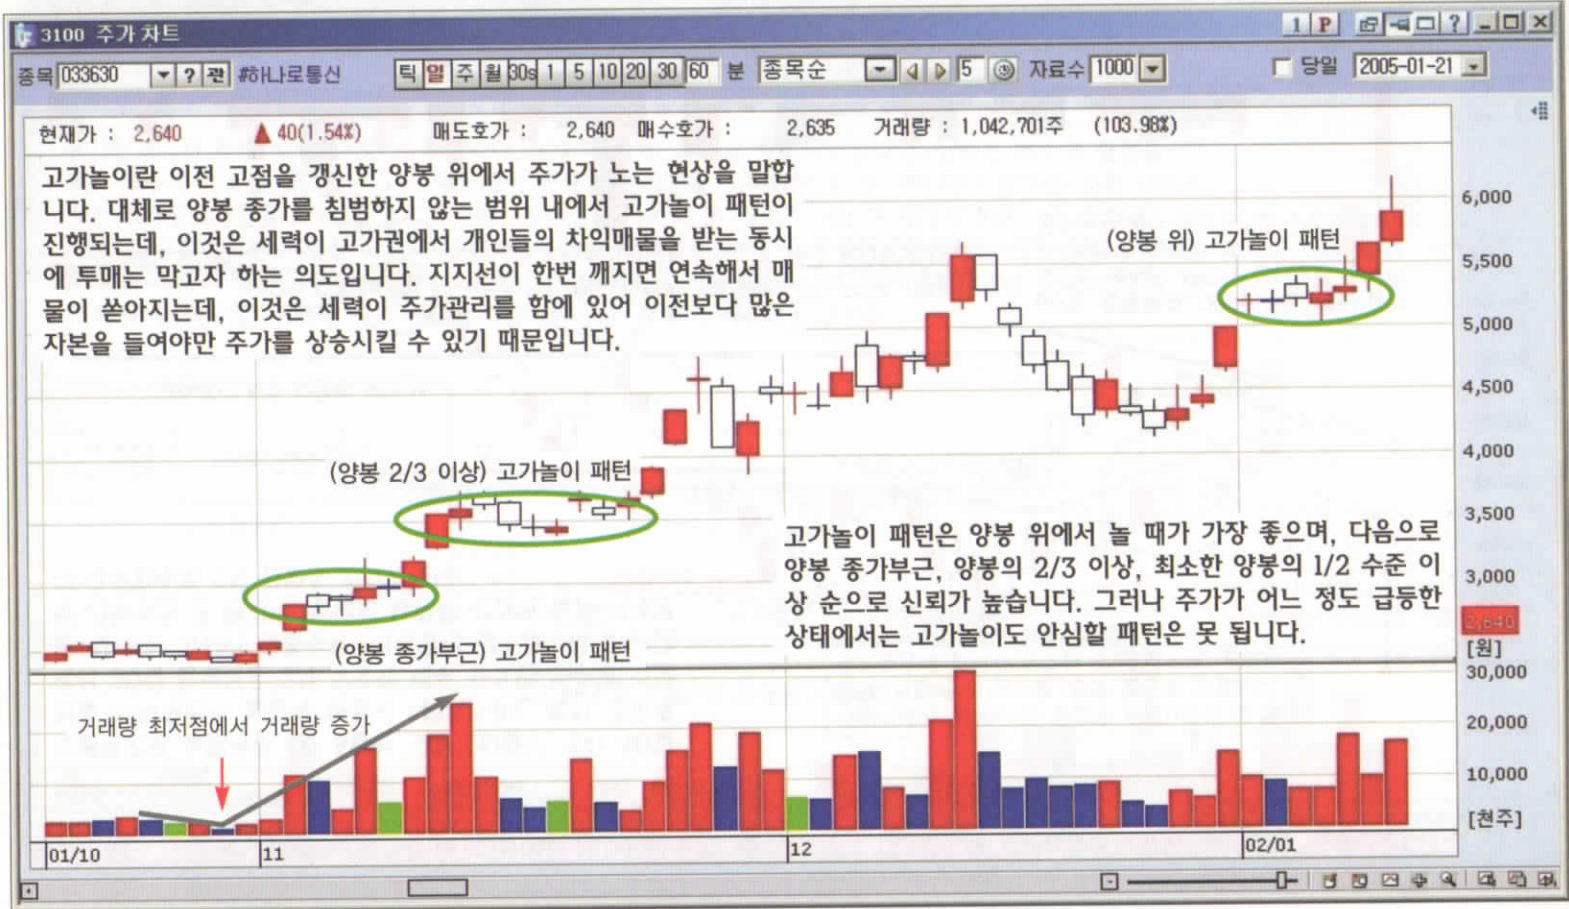 3100 주가 차트
1 P
종목 033630 ? 관 #하나로통신 틱 일 주 월 30s 1 5 10 20 30 60 분 종목순 5 자료수 1000 당일 2005-01-21
현재가 : 2,640 ▲ 40(1.54%) 매도호가 : 2,640 매수호가 : 2,635 거래량 : 1,042,701주 (103.98%)
고가놀이란 이전 고점을 갱신한 양봉 위에서 주가가 노는 현상을 말합
니다. 대체로 양봉 종가를 침범하지 않는 범위 내에서 고가놀이 패턴이
진행되는데, 이것은 세력이 고가권에서 개인들의 차익매물을 받는 동시
에 투매는 막고자 하는 의도입니다. 지지선이 한번 깨지면 연속해서 매
물이 쏟아지는데, 이것은 세력이 주가관리를 함에 있어 이전보다 많은
자본을 들여야만 주가를 상승시킬 수 있기 때문입니다.
(양봉 위) 고가놀이 패턴
(양봉 2/3 이상) 고가놀이 패턴
(양봉 종가부근) 고가놀이 패턴
고가놀이 패턴은 양봉 위에서 놀 때가 가장 좋으며, 다음으로
양봉 종가부근, 양봉의 2/3 이상, 최소한 양봉의 1/2 수준 이
상 순으로 신뢰가 높습니다. 그러나 주가가 어느 정도 급등한
상태에서는 고가놀이도 안심할 패턴은 못 됩니다.
6,000
5,500
5,000
4,500
4,000
3,500
3,000
2,640
[원]
거래량 최저점에서 거래량 증가
30,000
20,000
10,000
[천주]
01/10 11 12 02/01